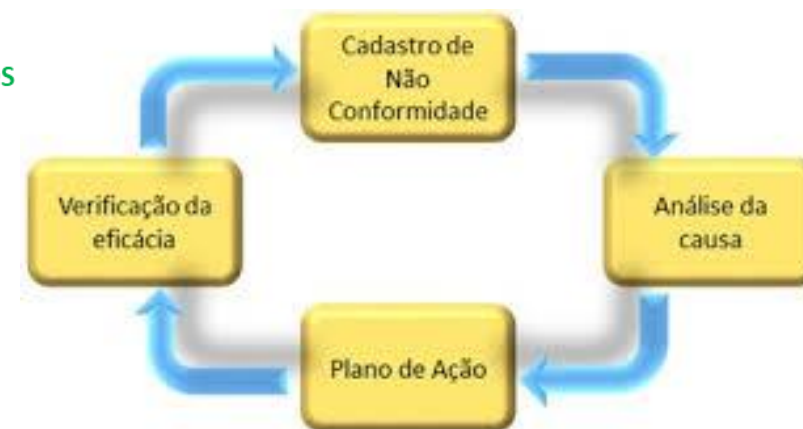 s
Cadastro de
Não
Conformidade
Verificação da
eficácia
Análise da
causa
Plano de Ação